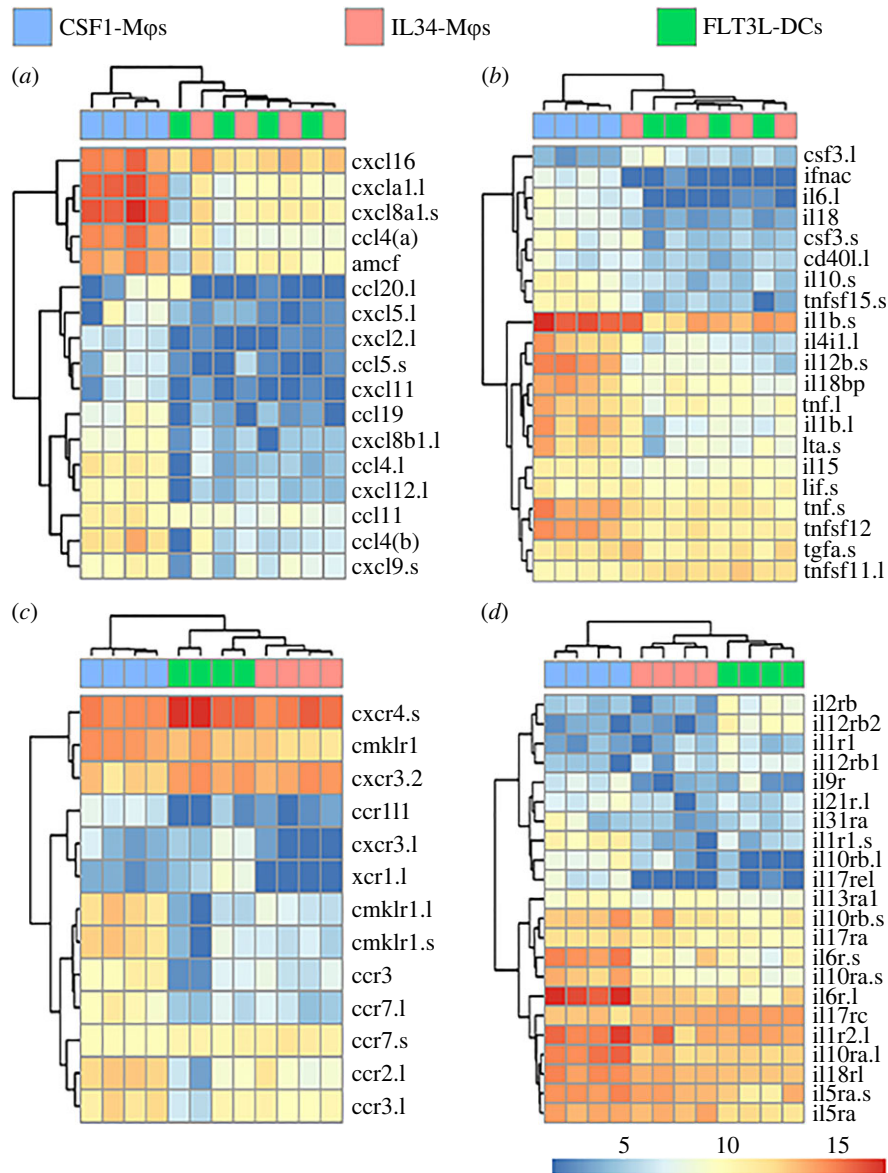 CSF1-Mφs IL34-Mφs FLT3L-DCs
(a)
cxcl16
cxcla1.l
cxcl8a1.s
ccl4(a)
amcf
ccl20.l
cxcl5.l
cxcl2.l
ccl5.s
cxcl11
ccl19
cxcl8b1.l
ccl4.l
cxcl12.l
ccl11
ccl4(b)
cxcl9.s
(b)
csf3.l
ifnac
il6.l
il18
csf3.s
cd40l.l
il10.s
tnfsf15.s
il1b.s
il4i1.l
il12b.s
il18bp
tnf.l
il1b.l
lta.s
il15
lif.s
tnf.s
tnfsf12
tgfa.s
tnfsf11.l
(c)
cxcr4.s
cmklr1
cxcr3.2
ccr1ll
cxcr3.l
xcr1.l
cmklr1.l
cmklr1.s
ccr3
ccr7.l
ccr7.s
ccr2.l
ccr3.l
(d)
il2rb
il12rb2
il1r1
il12rb1
il9r
il21r.l
il31ra
il1r1.s
il10rb.l
il17rel
il13ra1
il10rb.s
il17ra
il6r.s
il10ra.s
il6r.l
il17rc
il1r2.l
il10ra.l
il18rl
il5ra.s
il5ra
5 10 15